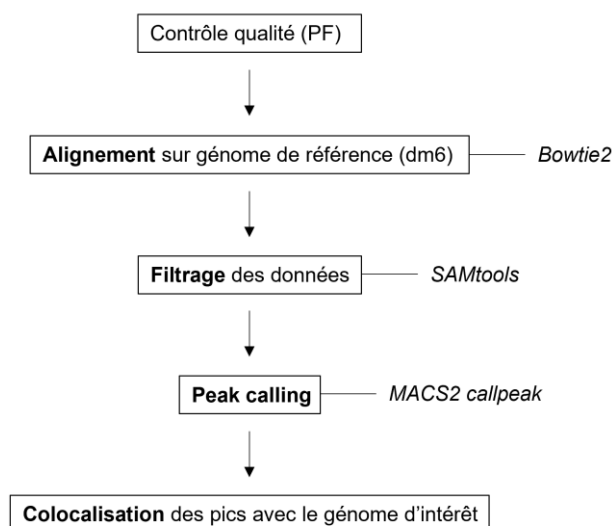 Contrôle qualité (PF)
Alignement sur génome de référence (dm6)
Bowtie2
Filtrage des données
SAMtools
Peak calling
MACS2 callpeak
Colocalisation des pics avec le génome d'intérêt